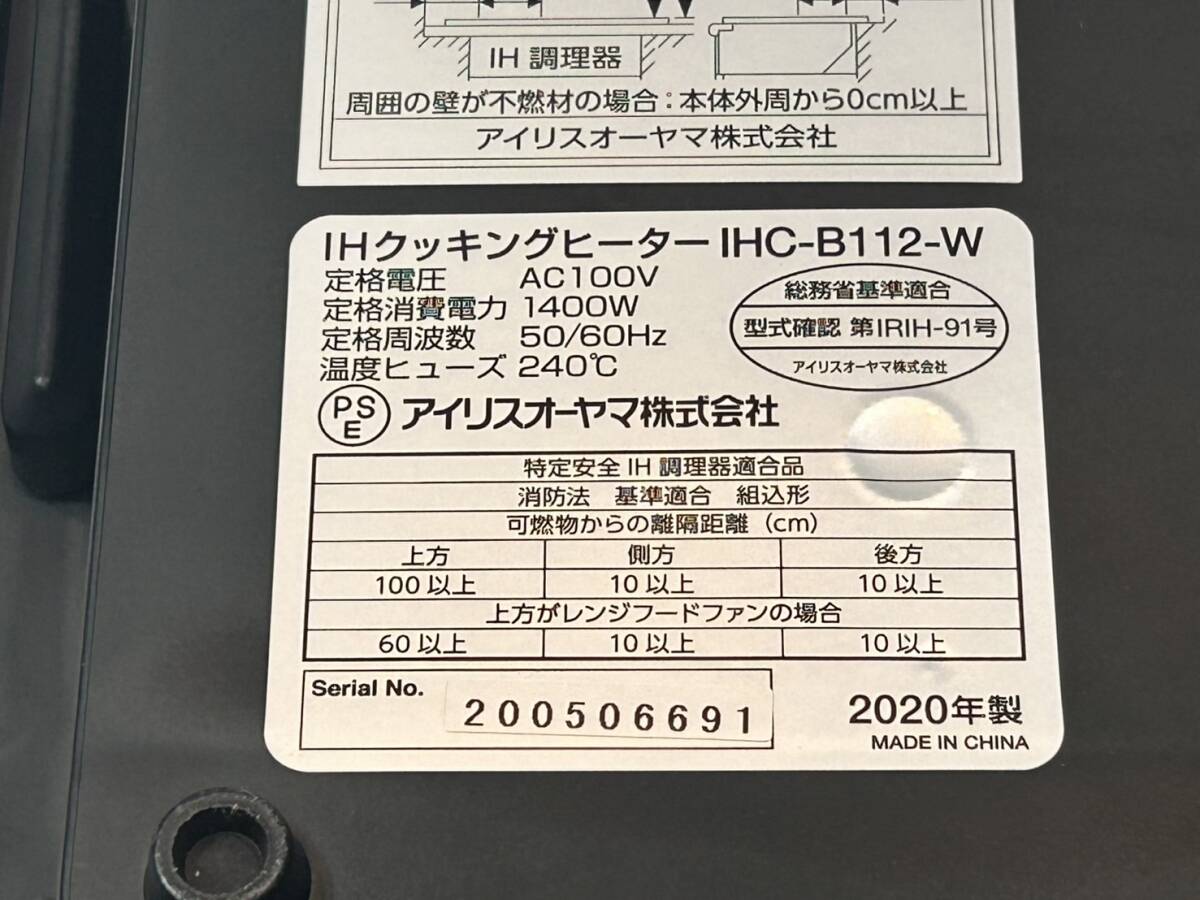 IH 調理器
周囲の壁が不燃材の場合：本体外周から0cm以上
アイリスオーヤマ株式会社
IHクッキングヒーター IHC-B112-W
定格電圧 AC100V
定格消費電力 1400W
定格周波数 50/60Hz
温度ヒューズ 240℃
総務省基準適合
型式確認 第IRIH-91号
アイリスオーヤマ株式会社
PS
E
アイリスオーヤマ株式会社
特定安全 IH 調理器適合品
消防法 基準適合 組込形
可燃物からの離隔距離（cm）
上方 側方 後方
100 以上 10 以上 10 以上
上方がレンジフードファンの場合
60 以上 10 以上 10 以上
Serial No. 200506691
2020年製
MADE IN CHINA